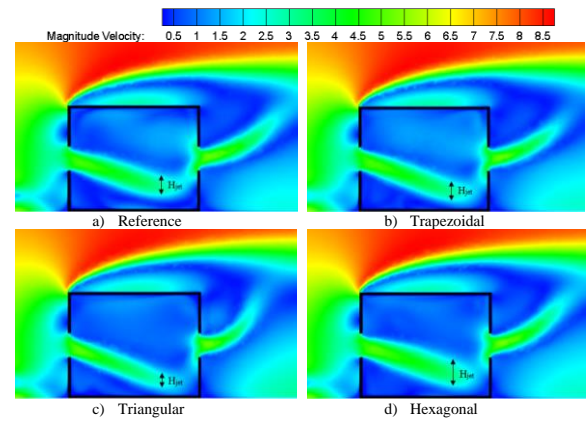 Magnitude Velocity: 0.5 1 1.5 2 2.5 3 3.5 4 4.5 5 5.5 6 6.5 7 7.5 8 8.5
Hjet
Hjet
a) Reference
b) Trapezoidal
Hjet
Hjet
c) Triangular
d) Hexagonal